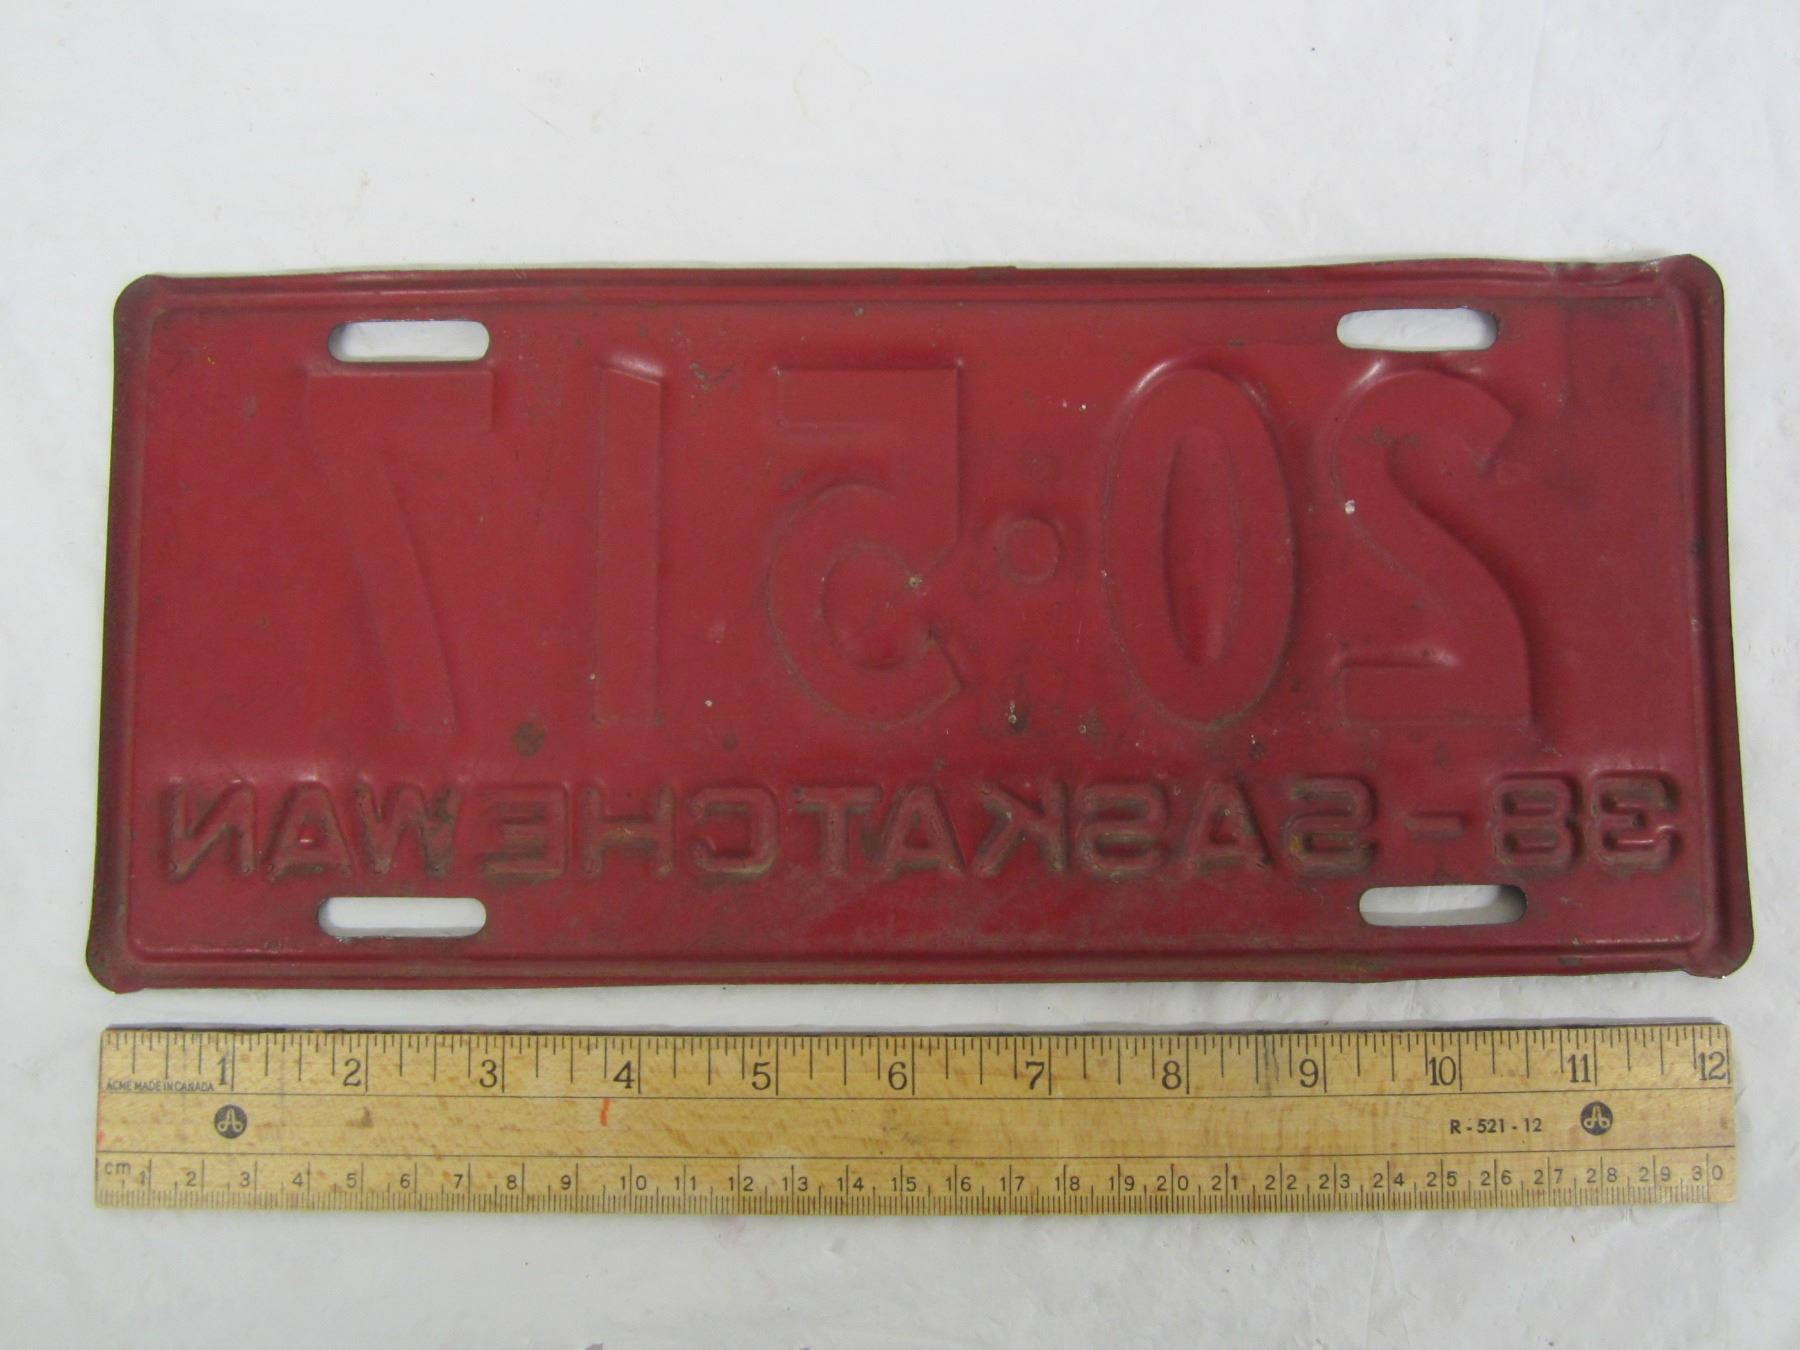 20·517
38-SASKATCHEWAN
1 2 3 4 5 6 7 8 9 10 11 12
ACME MADE IN CANADA
R-521-12
cm 1 2 3 4 5 6 7 8 9 10 11 12 13 14 15 16 17 18 19 20 21 22 23 24 25 26 27 28 29 30